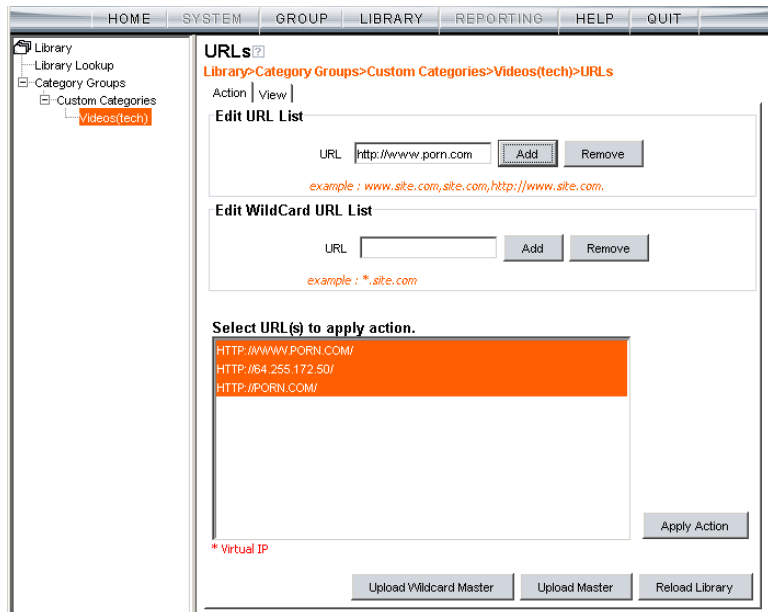 HOME SYSTEM GROUP LIBRARY REPORTING HELP QUIT
Library
Library Lookup
Category Groups
Custom Categories
Videos(tech)
URLs?
Library>Category Groups>Custom Categories>Videos(tech)>URLs
Action View
Edit URL List
URL http://www.porn.com Add Remove
example : www.site.com,site.com,http://www.site.com.
Edit WildCard URL List
URL Add Remove
example : *.site.com
Select URL(s) to apply action.
HTTP://WWW.PORN.COM/
HTTP://64.255.172.50/
HTTP://PORN.COM/
Apply Action
* Virtual IP
Upload Wildcard Master Upload Master Reload Library